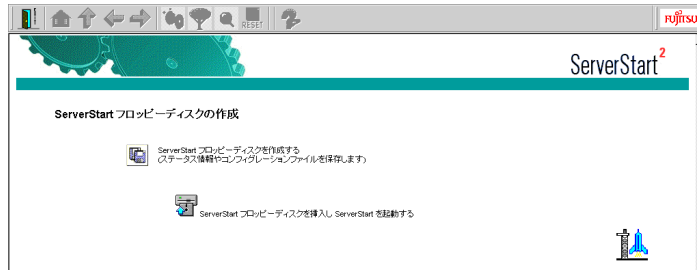 RESET
FUJITSU
ServerStart2
ServerStart フロッピーディスクの作成
ServerStart フロッピーディスクを作成する
(ステータス情報やコンフィグレーションファイルを保存します)
ServerStart フロッピーディスクを挿入し ServerStart を起動する